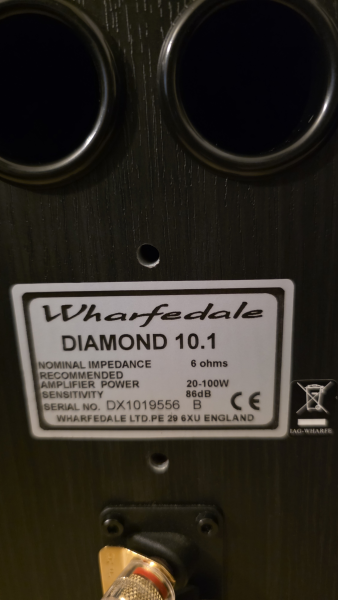 Wharfedale
DIAMOND 10.1
NOMINAL IMPEDANCE 6 ohms
RECOMMENDED
AMPLIFIER POWER 20-100W
SENSITIVITY 86dB
SERIAL NO. DX1019556 B CE
WHARFEDALE LTD.PE 29 6XU ENGLAND
IAG-WHARFE